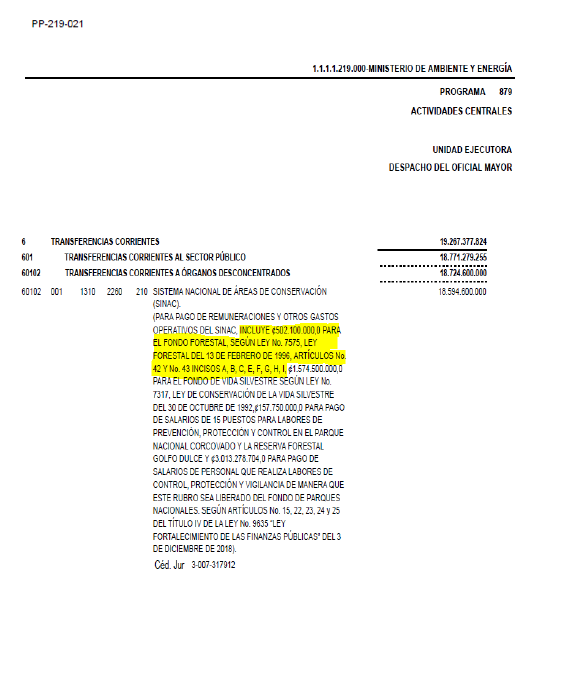 PP-219-021
1.1.1.1.219.000-MINISTERIO DE AMBIENTE Y ENERGÍA
PROGRAMA 879
ACTIVIDADES CENTRALES
UNIDAD EJECUTORA
DESPACHO DEL OFICIAL MAYOR
6 TRANSFERENCIAS CORRIENTES 19.267.377.824
601 TRANSFERENCIAS CORRIENTES AL SECTOR PÚBLICO 18.771.279.255
60102 TRANSFERENCIAS CORRIENTES A ÓRGANOS DESCONCENTRADOS 18.724.600.000
60102 001 1310 2260 210 SISTEMA NACIONAL DE ÁREAS DE CONSERVACIÓN 18.594.600.000
(SINAC).
(PARA PAGO DE REMUNERACIONES Y OTROS GASTOS
OPERATIVOS DEL SINAC, INCLUYE ¢502.100.000,0 PARA
EL FONDO FORESTAL, SEGÚN LEY No. 7575, LEY
FORESTAL DEL 13 DE FEBRERO DE 1996, ARTÍCULOS No.
42 Y No. 43 INCISOS A, B, C, E, F, G, H, I, ¢1.574.500.000,0
PARA EL FONDO DE VIDA SILVESTRE SEGÚN LEY No.
7317, LEY DE CONSERVACIÓN DE LA VIDA SILVESTRE
DEL 30 DE OCTUBRE DE 1992,¢157.750.000,0 PARA PAGO
DE SALARIOS DE 15 PUESTOS PARA LABORES DE
PREVENCIÓN, PROTECCIÓN Y CONTROL EN EL PARQUE
NACIONAL CORCOVADO Y LA RESERVA FORESTAL
GOLFO DULCE Y ¢3.013.278.704,0 PARA PAGO DE
SALARIOS DE PERSONAL QUE REALIZA LABORES DE
CONTROL, PROTECCIÓN Y VIGILANCIA DE MANERA QUE
ESTE RUBRO SEA LIBERADO DEL FONDO DE PARQUES
NACIONALES, SEGÚN ARTÍCULOS No. 15, 22, 23, 24 y 25
DEL TÍTULO IV DE LA LEY No. 9635 "LEY
FORTALECIMIENTO DE LAS FINANZAS PÚBLICAS" DEL 3
DE DICIEMBRE DE 2018).
Céd. Jur 3-007-317912